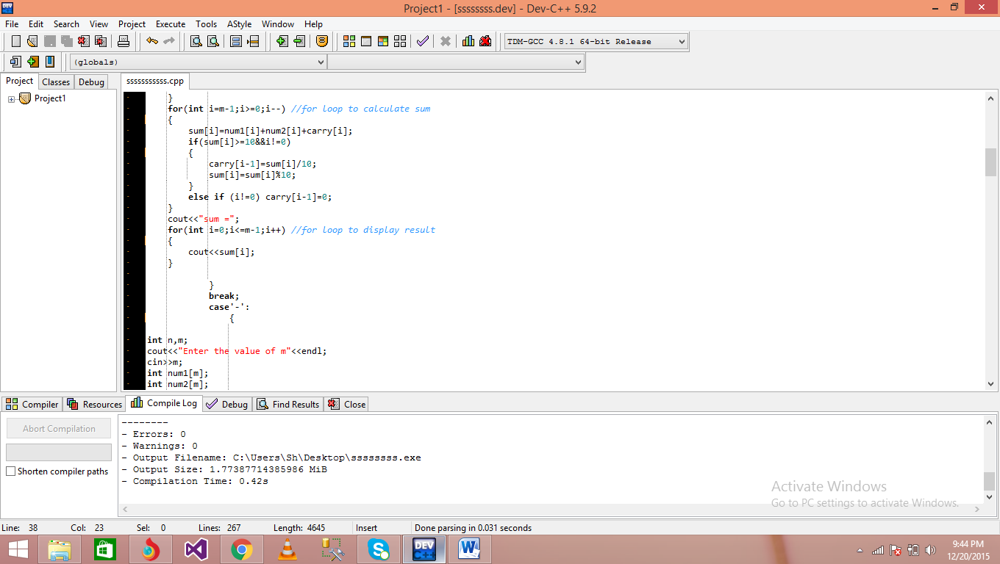 Project1 - [ssssssss.dev] - Dev-C++ 5.9.2
File Edit Search View Project Execute Tools AStyle Window Help
TDM-GCC 4.8.1 64-bit Release
(globals)
Project Classes Debug
sssssssssss.cpp
Project1
}
for(int i=m-1;i>=0;i--) //for loop to calculate sum
{
sum[i]=num1[i]+num2[i]+carry[i];
if(sum[i]>=10&&i!=0)
{
carry[i-1]=sum[i]/10;
sum[i]=sum[i]%10;
}
else if (i!=0) carry[i-1]=0;
}
cout<<"sum =";
for(int i=0;i<=m-1;i++) //for loop to display result
{
cout<<sum[i];
}
}
break;
case'-':
{
int n,m;
cout<<"Enter the value of m"<<endl;
cin>>m;
int num1[m];
int num2[m];
Compiler Resources Compile Log Debug Find Results Close
Abort Compilation
Shorten compiler paths
--------
- Errors: 0
- Warnings: 0
- Output Filename: C:\Users\Sh\Desktop\ssssssss.exe
- Output Size: 1.77387714385986 MiB
- Compilation Time: 0.42s
Activate Windows
Go to PC settings to activate Windows.
Line: 38 Col: 23 Sel: 0 Lines: 267 Length: 4645 Insert Done parsing in 0.031 seconds
DEV C++
9:44 PM
12/20/2015